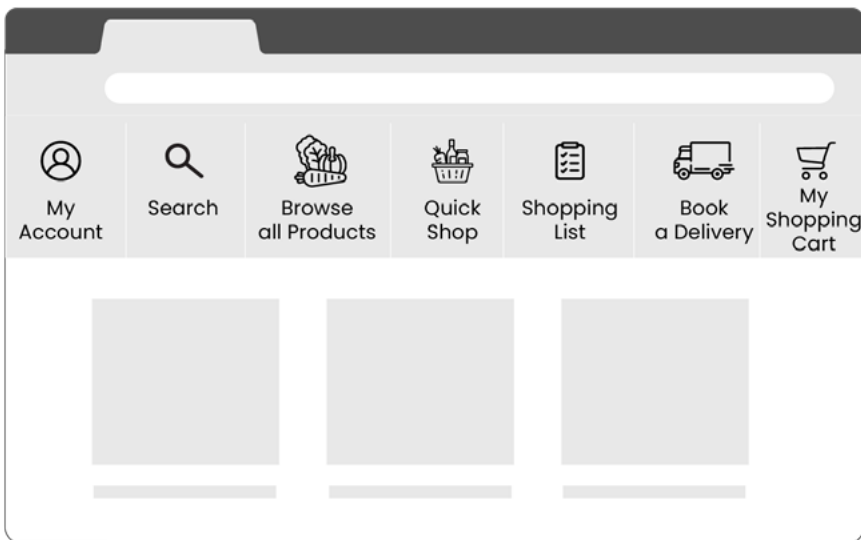 My
Account
Search
Browse
all Products
Quick
Shop
Shopping
List
Book
a Delivery
My
Shopping
Cart